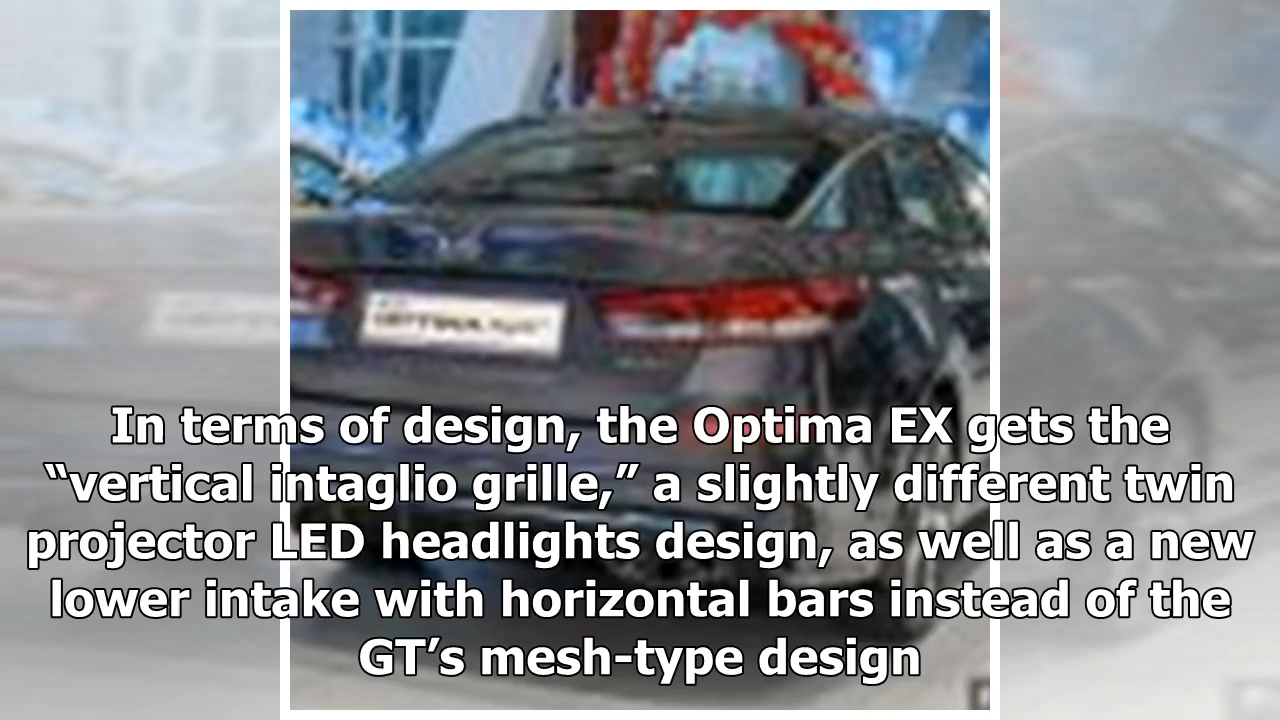 In terms of design, the Optima EX gets the
“vertical intaglio grille,” a slightly different twin
projector LED headlights design, as well as a new
lower intake with horizontal bars instead of the
GT’s mesh-type design